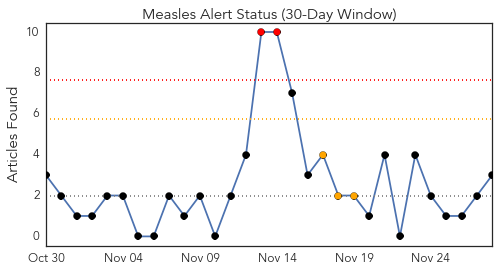 Measles Alert Status (30-Day Window)
Articles Found
10
8
6
4
2
0
Oct 30
Nov 04
Nov 09
Nov 14
Nov 19
Nov 24